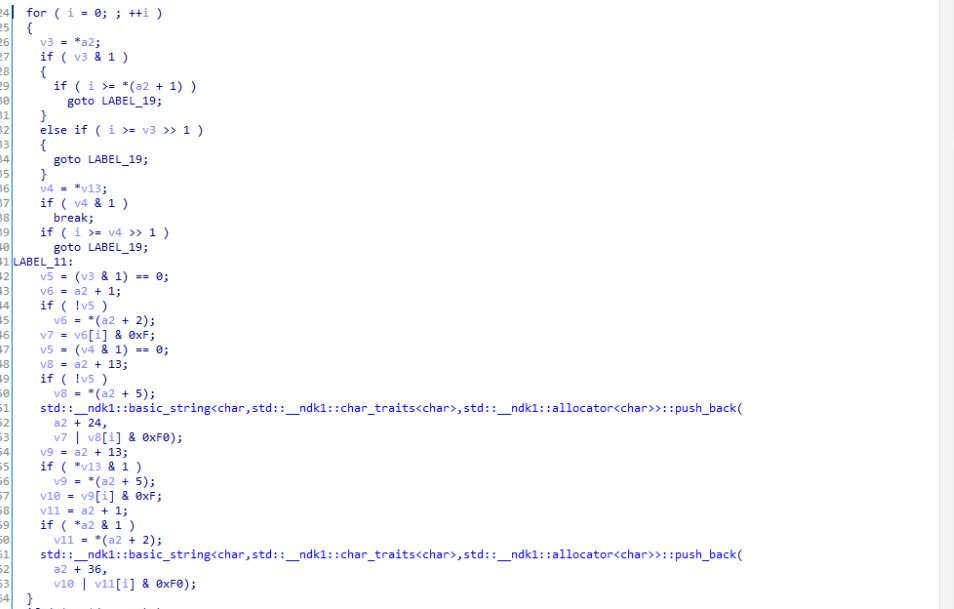 24 for ( i = 0; ; ++i )
25 {
26 v3 = *a2;
27 if ( v3 & 1 )
28 {
29 if ( i >= *(a2 + 1) )
30 goto LABEL_19;
31 }
32 else if ( i >= v3 >> 1 )
33 {
34 goto LABEL_19;
35 }
36 v4 = *v13;
37 if ( v4 & 1 )
38 break;
39 if ( i >= v4 >> 1 )
40 goto LABEL_19;
41 LABEL_11:
42 v5 = (v3 & 1) == 0;
43 v6 = a2 + 1;
44 if ( !v5 )
45 v6 = *(a2 + 2);
46 v7 = v6[i] & 0xF;
47 v5 = (v4 & 1) == 0;
48 v8 = a2 + 13;
49 if ( !v5 )
50 v8 = *(a2 + 5);
51 std::__ndk1::basic_string<char,std::__ndk1::char_traits<char>,std::__ndk1::allocator<char>>::push_back(
52 a2 + 24,
53 v7 | v8[i] & 0xF0);
54 v9 = a2 + 13;
55 if ( *v13 & 1 )
56 v9 = *(a2 + 5);
57 v10 = v9[i] & 0xF;
58 v11 = a2 + 1;
59 if ( *a2 & 1 )
60 v11 = *(a2 + 2);
61 std::__ndk1::basic_string<char,std::__ndk1::char_traits<char>,std::__ndk1::allocator<char>>::push_back(
62 a2 + 36,
63 v10 | v11[i] & 0xF0);
64 }